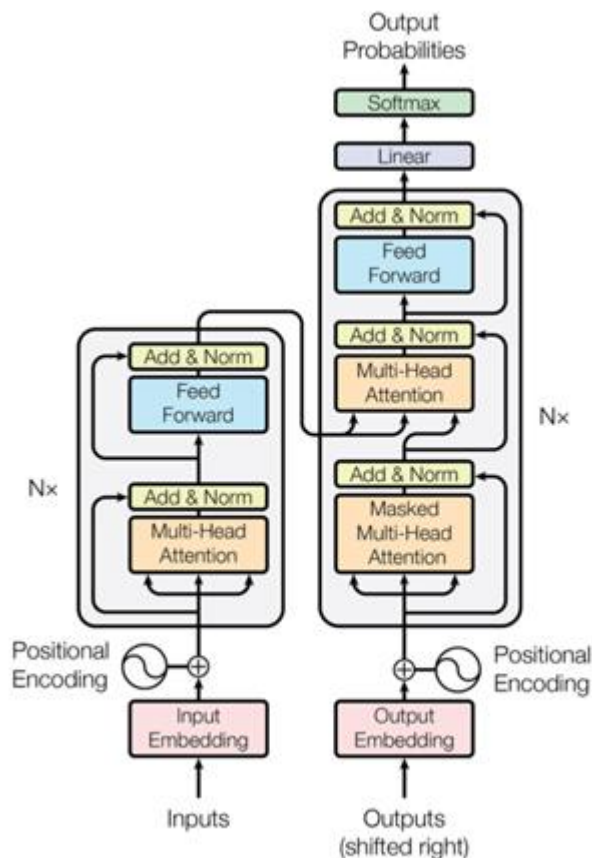 Output
Probabilities
Softmax
Linear
Add & Norm
Feed
Forward
Add & Norm
Multi-Head
Attention
Nx
Add & Norm
Masked
Multi-Head
Attention
Add & Norm
Feed
Forward
Nx
Add & Norm
Multi-Head
Attention
Positional
Encoding
Positional
Encoding
Input
Embedding
Output
Embedding
Inputs
Outputs
(shifted right)